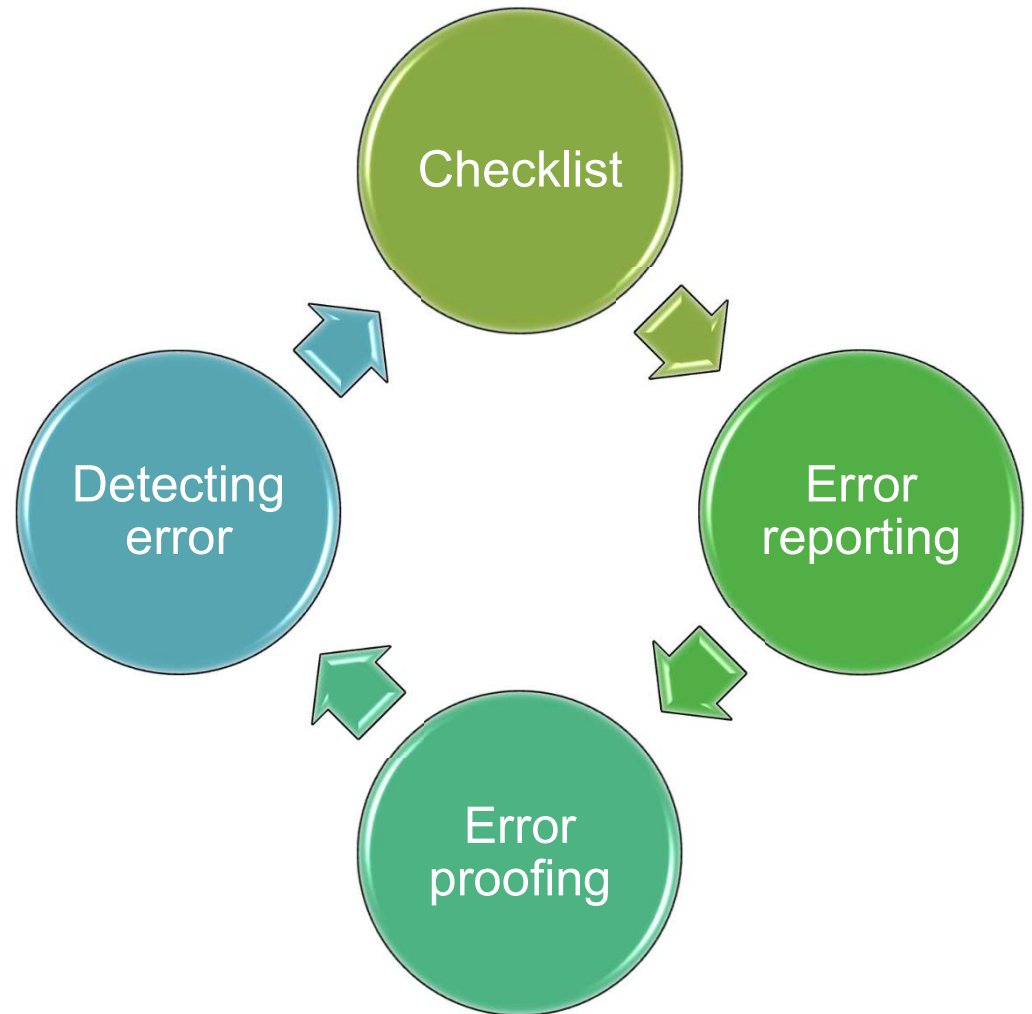 Checklist
Error
reporting
Error
proofing
Detecting
error